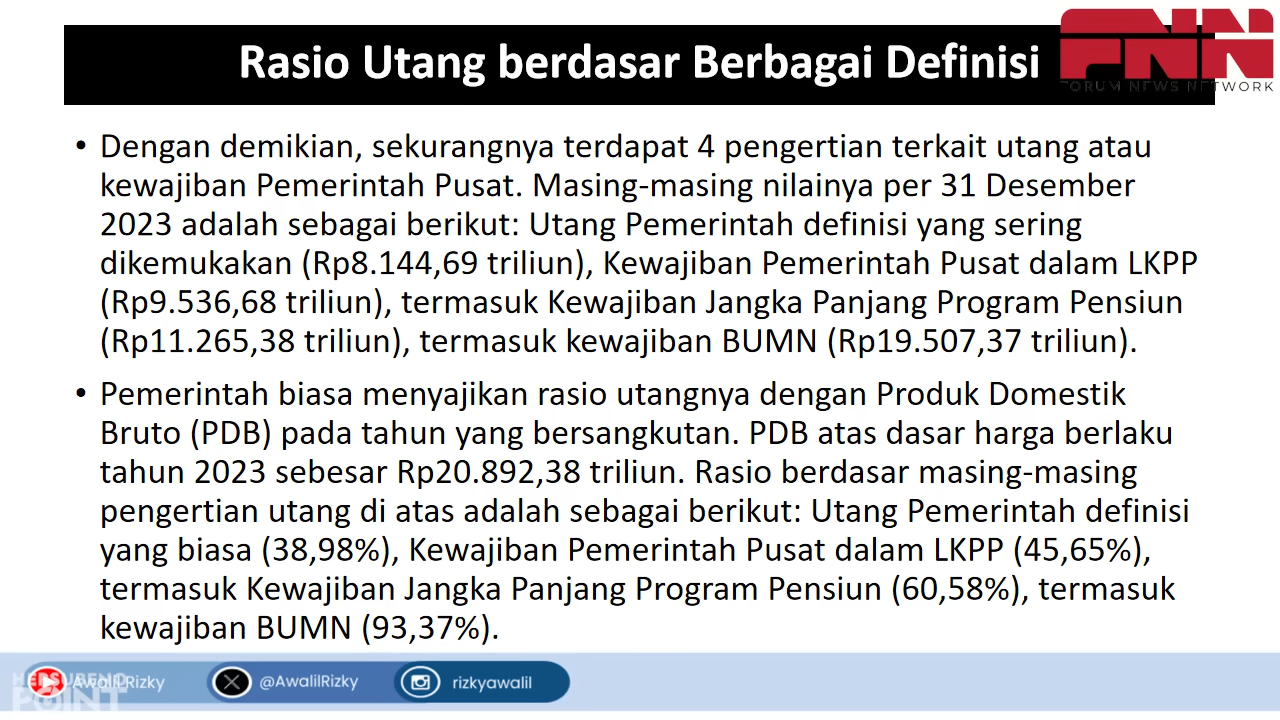 Rasio Utang berdasar Berbagai Definisi
FNN
FORUM NEWS NETWORK
• Dengan demikian, sekurangnya terdapat 4 pengertian terkait utang atau
kewajiban Pemerintah Pusat. Masing-masing nilainya per 31 Desember
2023 adalah sebagai berikut: Utang Pemerintah definisi yang sering
dikemukakan (Rp8.144,69 triliun), Kewajiban Pemerintah Pusat dalam LKPP
(Rp9.536,68 triliun), termasuk Kewajiban Jangka Panjang Program Pensiun
(Rp11.265,38 triliun), termasuk kewajiban BUMN (Rp19.507,37 triliun).
• Pemerintah biasa menyajikan rasio utangnya dengan Produk Domestik
Bruto (PDB) pada tahun yang bersangkutan. PDB atas dasar harga berlaku
tahun 2023 sebesar Rp20.892,38 triliun. Rasio berdasar masing-masing
pengertian utang di atas adalah sebagai berikut: Utang Pemerintah definisi
yang biasa (38,98%), Kewajiban Pemerintah Pusat dalam LKPP (45,65%),
termasuk Kewajiban Jangka Panjang Program Pensiun (60,58%), termasuk
kewajiban BUMN (93,37%).
HERSUBENO
POINT
Awalil Rizky
@AwalilRizky
rizkyawalil